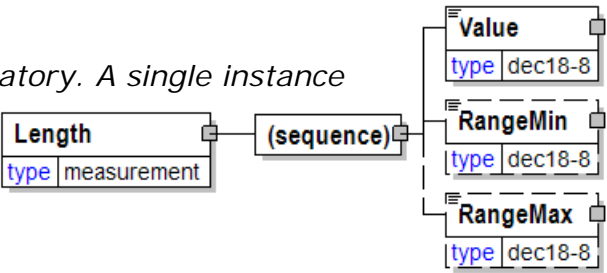 atory. A single instance
Length
type measurement
(sequence)
Value
type dec18-8
RangeMin
type dec18-8
RangeMax
type dec18-8